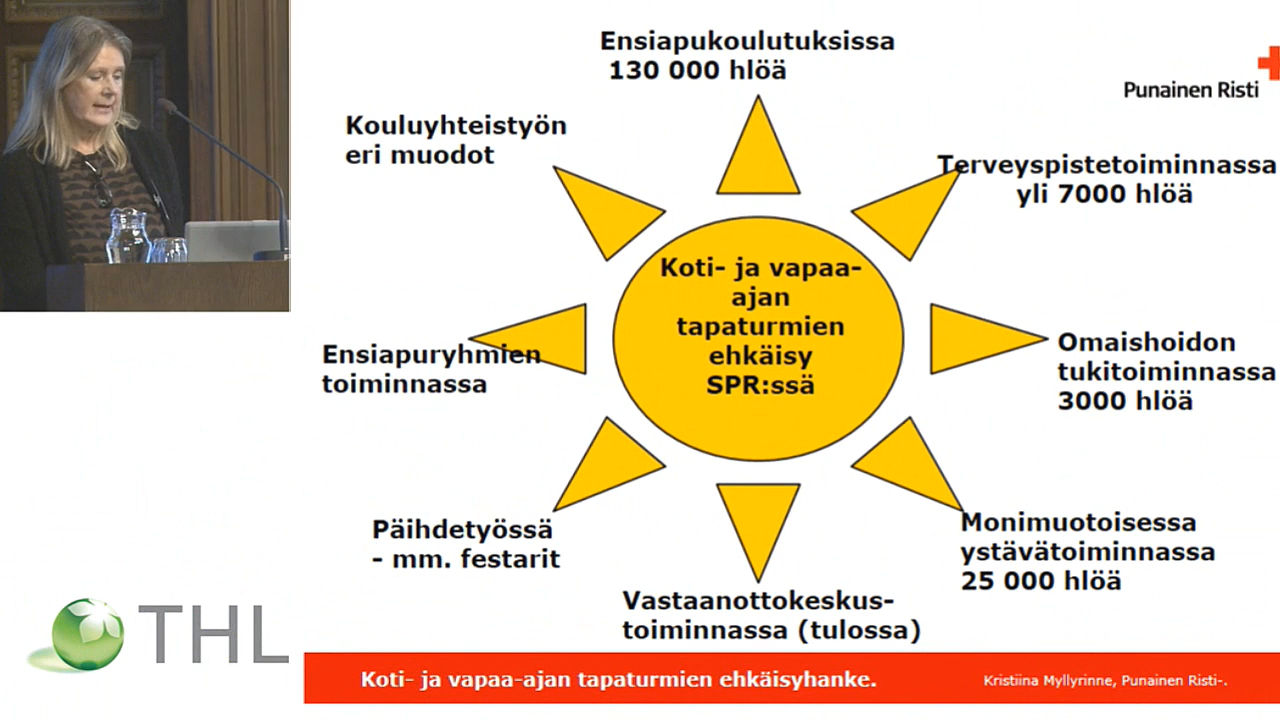 Ensiapukoulutuksissa
130 000 hlöä
Punainen Risti
Kouluyhteistyön
eri muodot
Terveyspistetoiminnassa
yli 7000 hlöä
Koti- ja vapaa-
ajan
tapaturmien
ehkäisy
SPR:ssä
Ensiapuryhmien
toiminnassa
Omaishoidon
tukitoiminnassa
3000 hlöä
Päihdetyössä
- mm. festarit
Monimuotoisessa
ystävätoiminnassa
25 000 hlöä
Vastaanottokeskus-
toiminnassa (tulossa)
THL
Koti- ja vapaa-ajan tapaturmien ehkäisyhanke.
Kristiina Myllyrinne, Punainen Risti-.